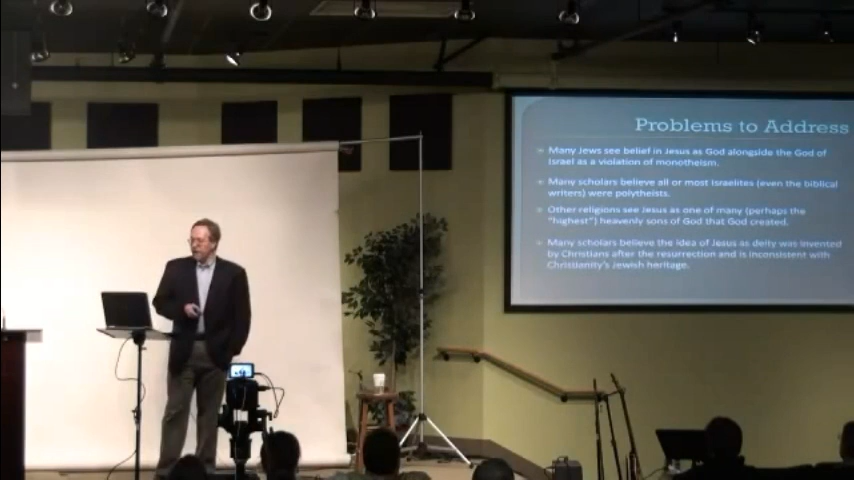 Problems to Address
Many Jews see belief in Jesus as God alongside the God of
Israel as a violation of monotheism.
Many scholars believe all or most Israelites (even the biblical
writers) were polytheists.
Other religions see Jesus as one of many (perhaps the
"highest") heavenly sons of God that God created.
Many scholars believe the idea of Jesus as deity was invented
by Christians after the resurrection and is inconsistent with
Christianity's Jewish heritage.